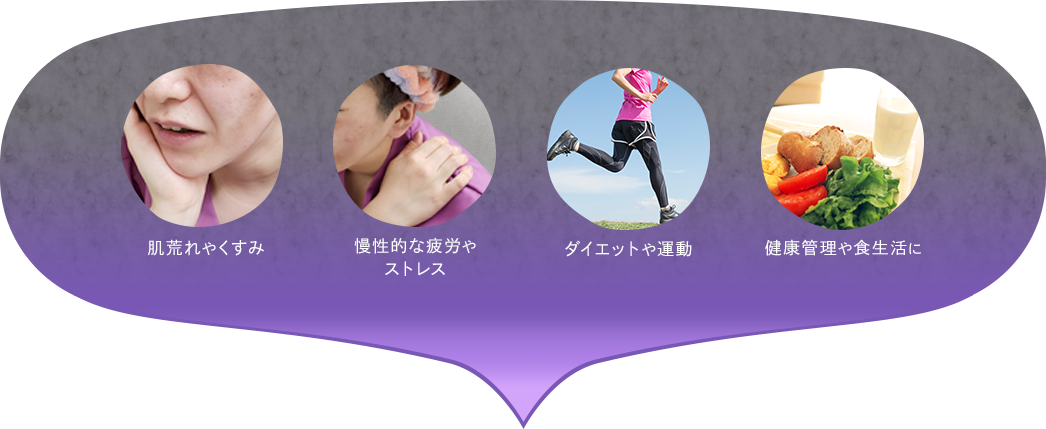 肌荒れやくすみ
慢性的な疲労や
ストレス
ダイエットや運動
健康管理や食生活に